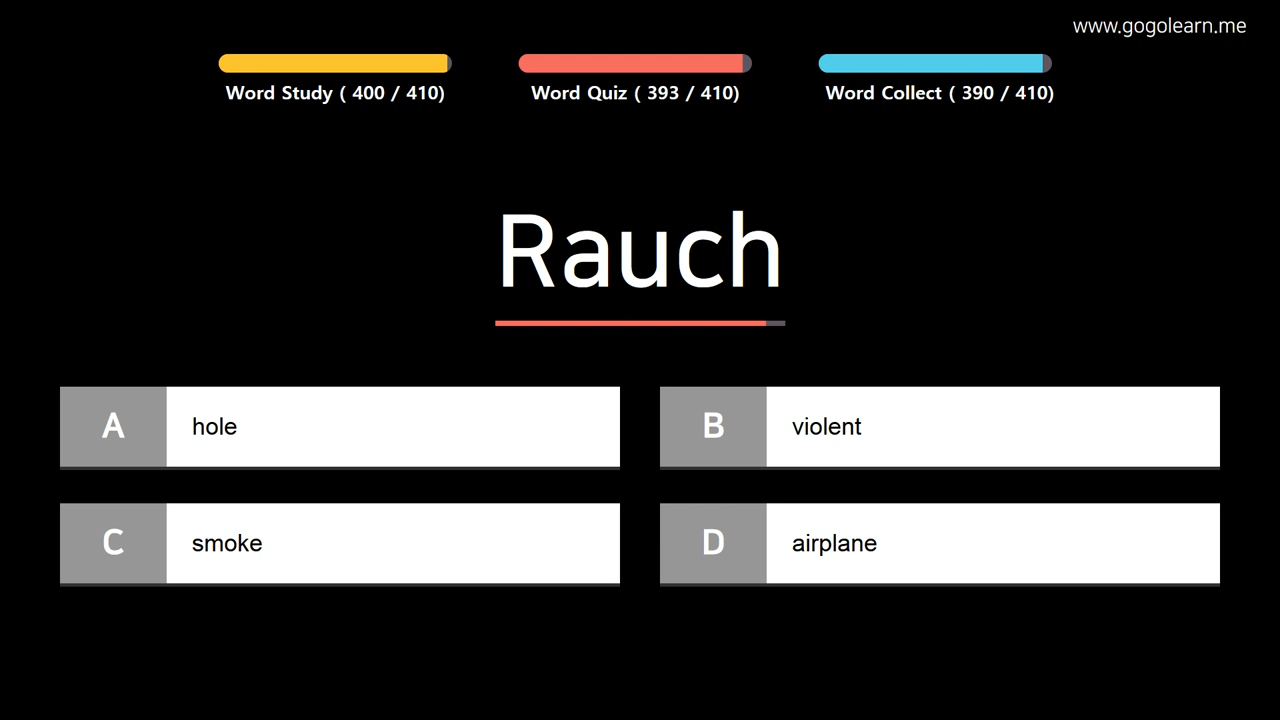 www.gogolearn.me
Word Study ( 400 / 410)
Word Quiz ( 393 / 410)
Word Collect ( 390 / 410)
Rauch
A hole
B violent
C smoke
D airplane